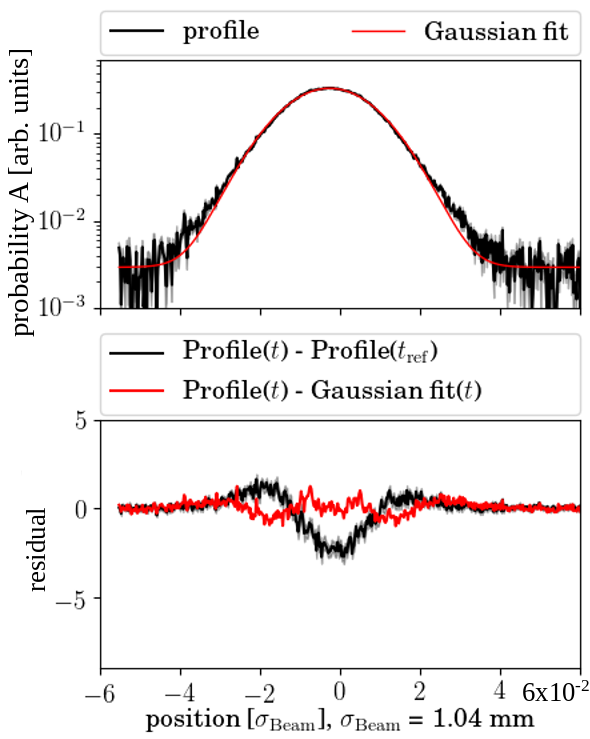 profile Gaussian fit
probability A [arb. units]
10⁻¹
10⁻²
10⁻³
Profile(t) - Profile(t_ref)
Profile(t) - Gaussian fit(t)
residual
5
0
−5
−6 −4 −2 0 2 4 6x10⁻²
position [σ_Beam], σ_Beam = 1.04 mm